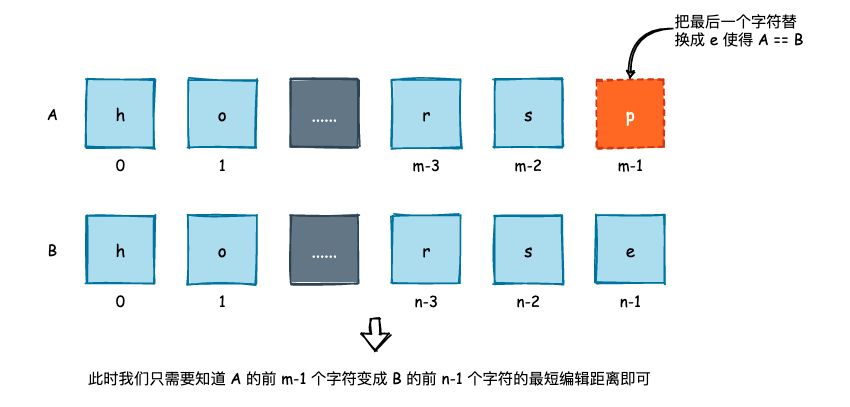 把最后一个字符替
换成 e 使得 A == B
A h o ...... r s p
0 1 m-3 m-2 m-1
B h o ...... r s e
0 1 n-3 n-2 n-1
此时我们只需要知道 A 的前 m-1 个字符变成 B 的前 n-1 个字符的最短编辑距离即可